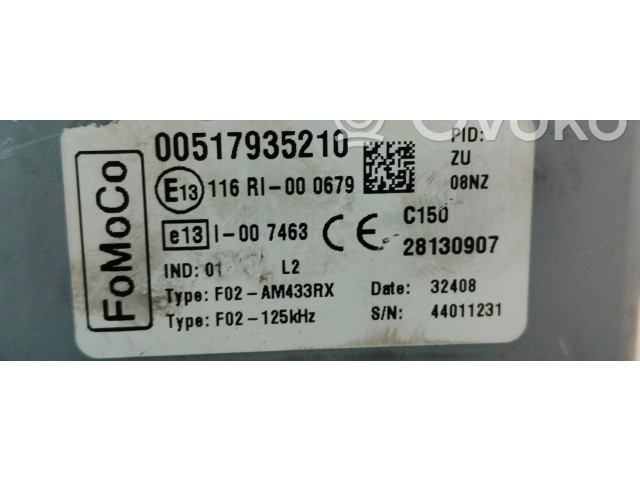 FoMoCo
00517935210
E13 116 RI-00 0679
e13 I-00 7463 CE
IND: 01 L2
Type: F02-AM433RX
Type: F02-125kHz
PID:
ZU
08NZ
C150
28130907
Date: 32408
S/N: 44011231
Ovoko